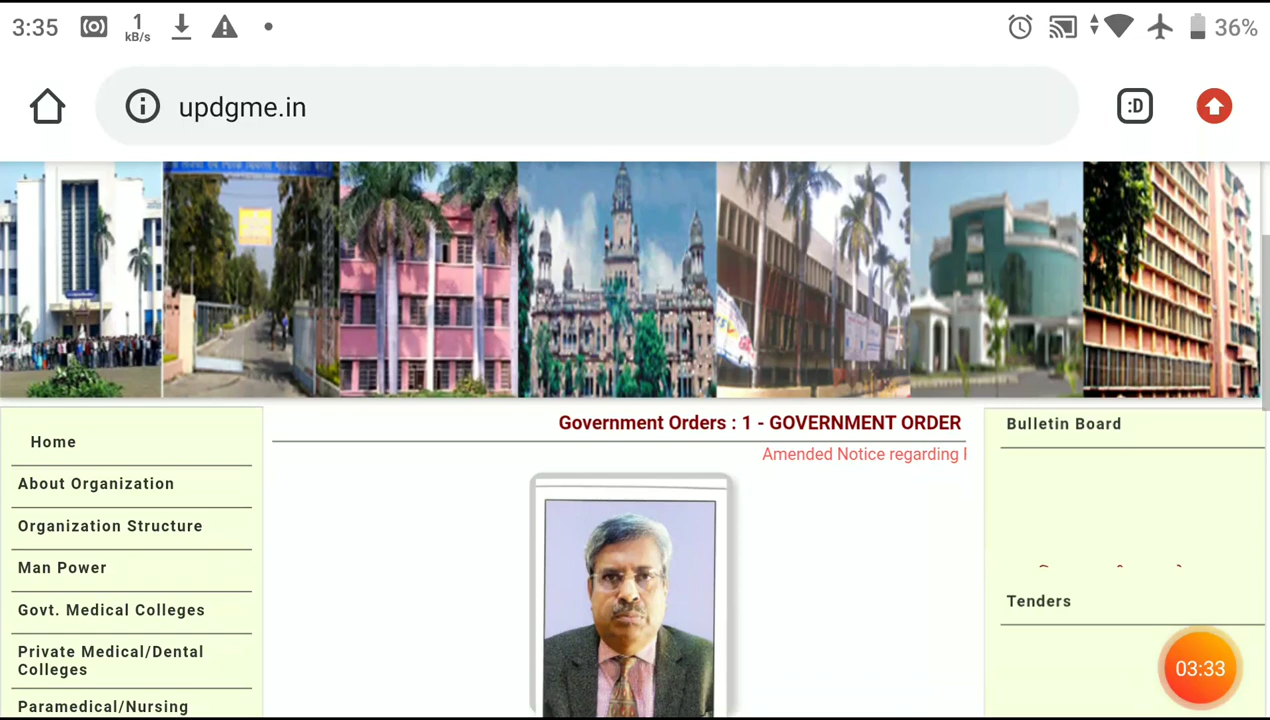 3:35
1
kB/s
36%
updgme.in
:D
Home
About Organization
Organization Structure
Man Power
Govt. Medical Colleges
Private Medical/Dental
Colleges
Paramedical/Nursing
Government Orders : 1 - GOVERNMENT ORDER
Amended Notice regarding I
Bulletin Board
Tenders
03:33